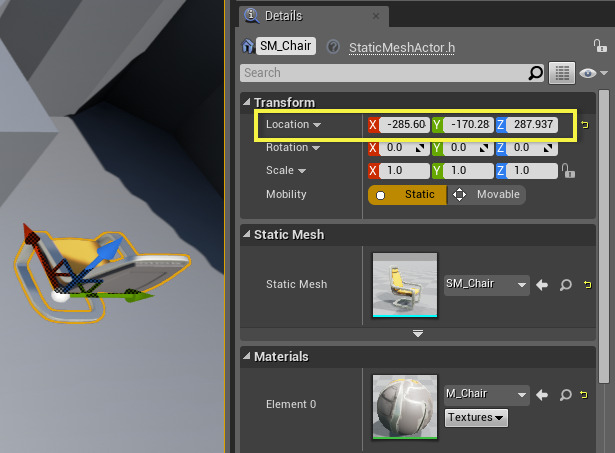 Details
SM_Chair
StaticMeshActor.h
Search
Transform
Location X -285.60 Y -170.28 Z 287.937
Rotation X 0.0 Y 0.0 Z 0.0
Scale X 1.0 Y 1.0 Z 1.0
Mobility Static Movable
Static Mesh
Static Mesh SM_Chair
Materials
Element 0 M_Chair
Textures